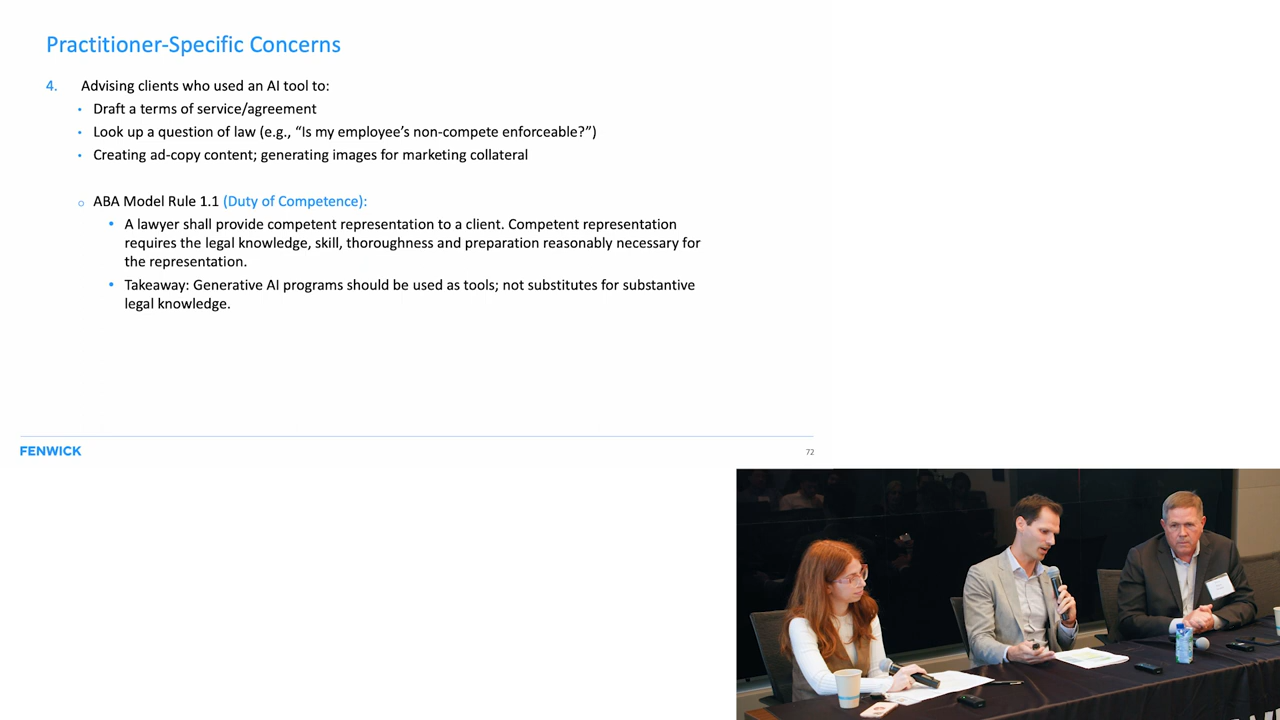 Practitioner-Specific Concerns
4. Advising clients who used an AI tool to:
• Draft a terms of service/agreement
• Look up a question of law (e.g., “Is my employee’s non-compete enforceable?”)
• Creating ad-copy content; generating images for marketing collateral
o ABA Model Rule 1.1 (Duty of Competence):
• A lawyer shall provide competent representation to a client. Competent representation
requires the legal knowledge, skill, thoroughness and preparation reasonably necessary for
the representation.
• Takeaway: Generative AI programs should be used as tools; not substitutes for substantive
legal knowledge.
FENWICK
72